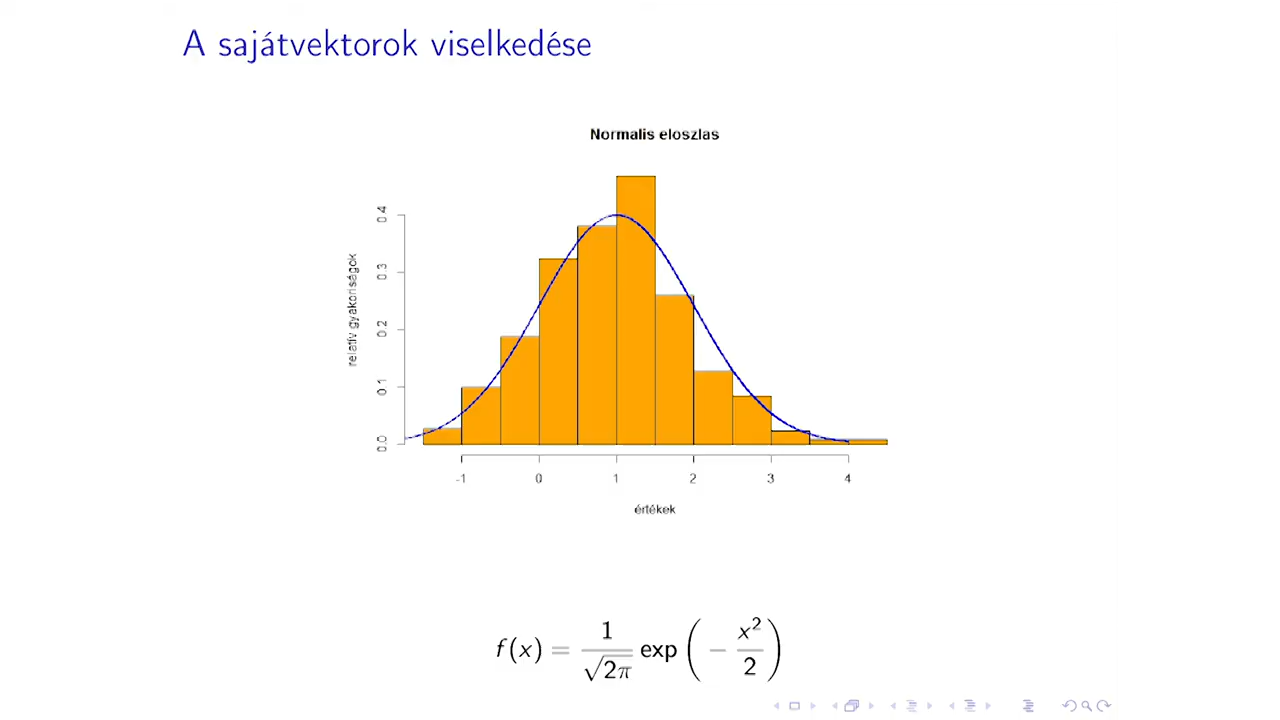 A sajátvektorok viselkedése
Normalis eloszlas
relatív gyakoriságok
0.4
0.3
0.2
0.1
0.0
-1 0 1 2 3 4
értékek
f(x) = 1/√2π exp(−x²/2)